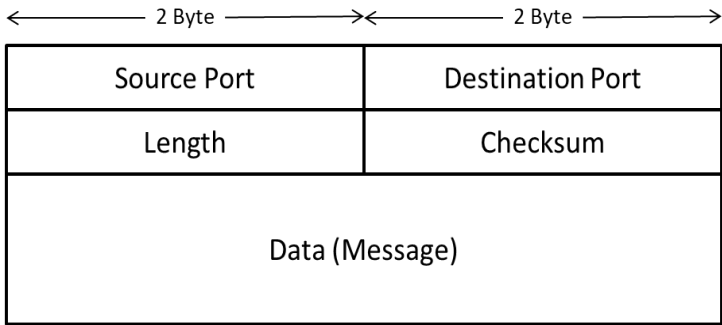 2 Byte 2 Byte
Source Port Destination Port
Length Checksum
Data (Message)